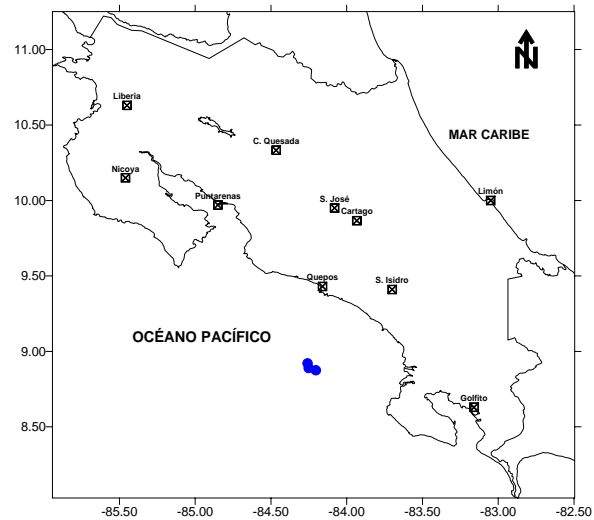 11.00
N
Liberia
10.50
MAR CARIBE
C. Quesada
Nicoya
10.00
Puntarenas
S. José
Limón
Cartago
9.50
Quepos
S. Isidro
OCÉANO PACÍFICO
9.00
Golfito
8.50
-85.50
-85.00
-84.50
-84.00
-83.50
-83.00
-82.50